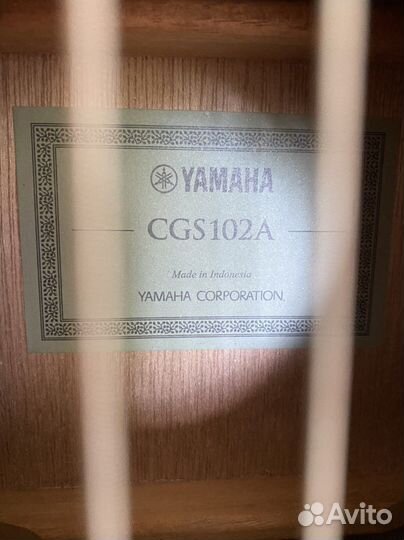 YAMAHA
CGS102A
Made in Indonesia
YAMAHA CORPORATION
Avito